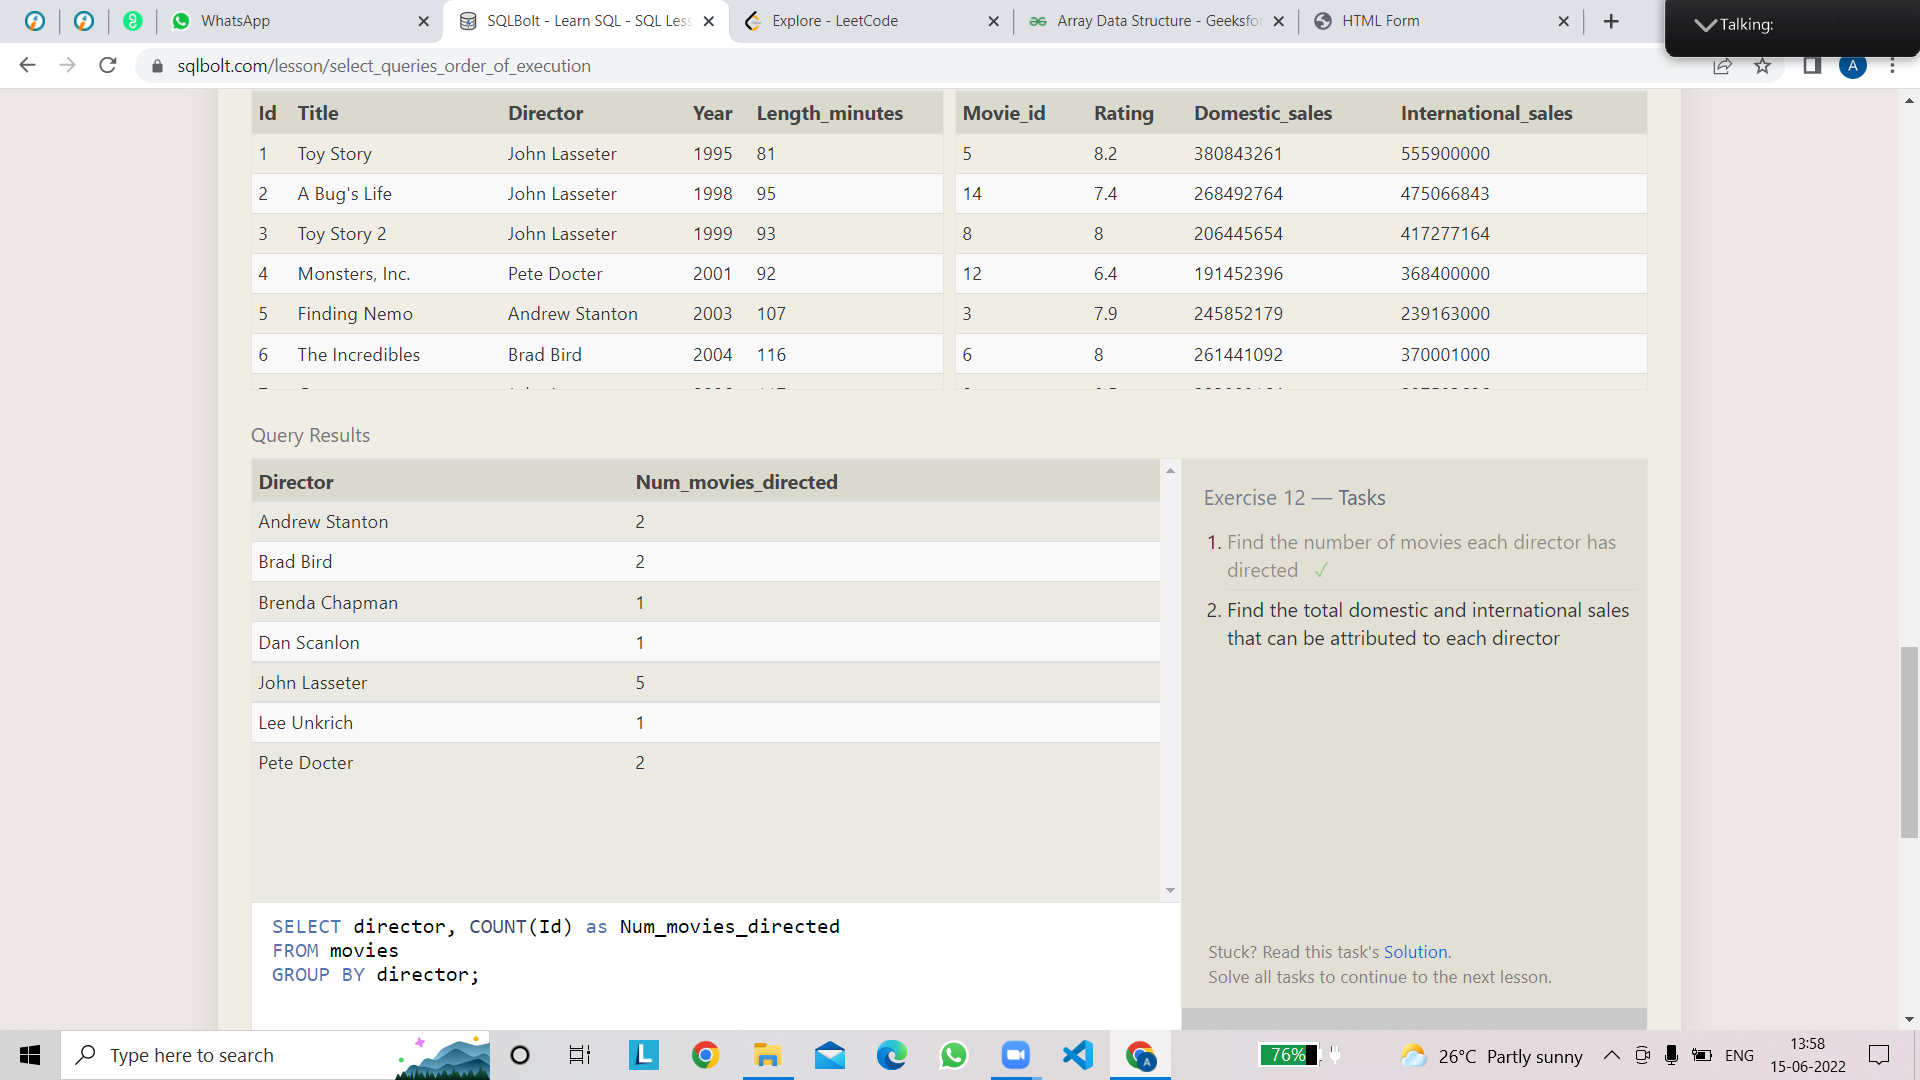 WhatsApp
SQLBolt - Learn SQL - SQL Less
Explore - LeetCode
Array Data Structure - Geeksfo
HTML Form
Talking:
sqlbolt.com/lesson/select_queries_order_of_execution
A
Id Title Director Year Length_minutes
1 Toy Story John Lasseter 1995 81
2 A Bug's Life John Lasseter 1998 95
3 Toy Story 2 John Lasseter 1999 93
4 Monsters, Inc. Pete Docter 2001 92
5 Finding Nemo Andrew Stanton 2003 107
6 The Incredibles Brad Bird 2004 116
Movie_id Rating Domestic_sales International_sales
5 8.2 380843261 555900000
14 7.4 268492764 475066843
8 8 206445654 417277164
12 6.4 191452396 368400000
3 7.9 245852179 239163000
6 8 261441092 370001000
Query Results
Director Num_movies_directed
Andrew Stanton 2
Brad Bird 2
Brenda Chapman 1
Dan Scanlon 1
John Lasseter 5
Lee Unkrich 1
Pete Docter 2
Exercise 12 — Tasks
1. Find the number of movies each director has
directed ✓
2. Find the total domestic and international sales
that can be attributed to each director
Stuck? Read this task's Solution.
Solve all tasks to continue to the next lesson.
SELECT director, COUNT(Id) as Num_movies_directed
FROM movies
GROUP BY director;
Type here to search
L
A
76%
26°C Partly sunny
ENG
13:58
15-06-2022